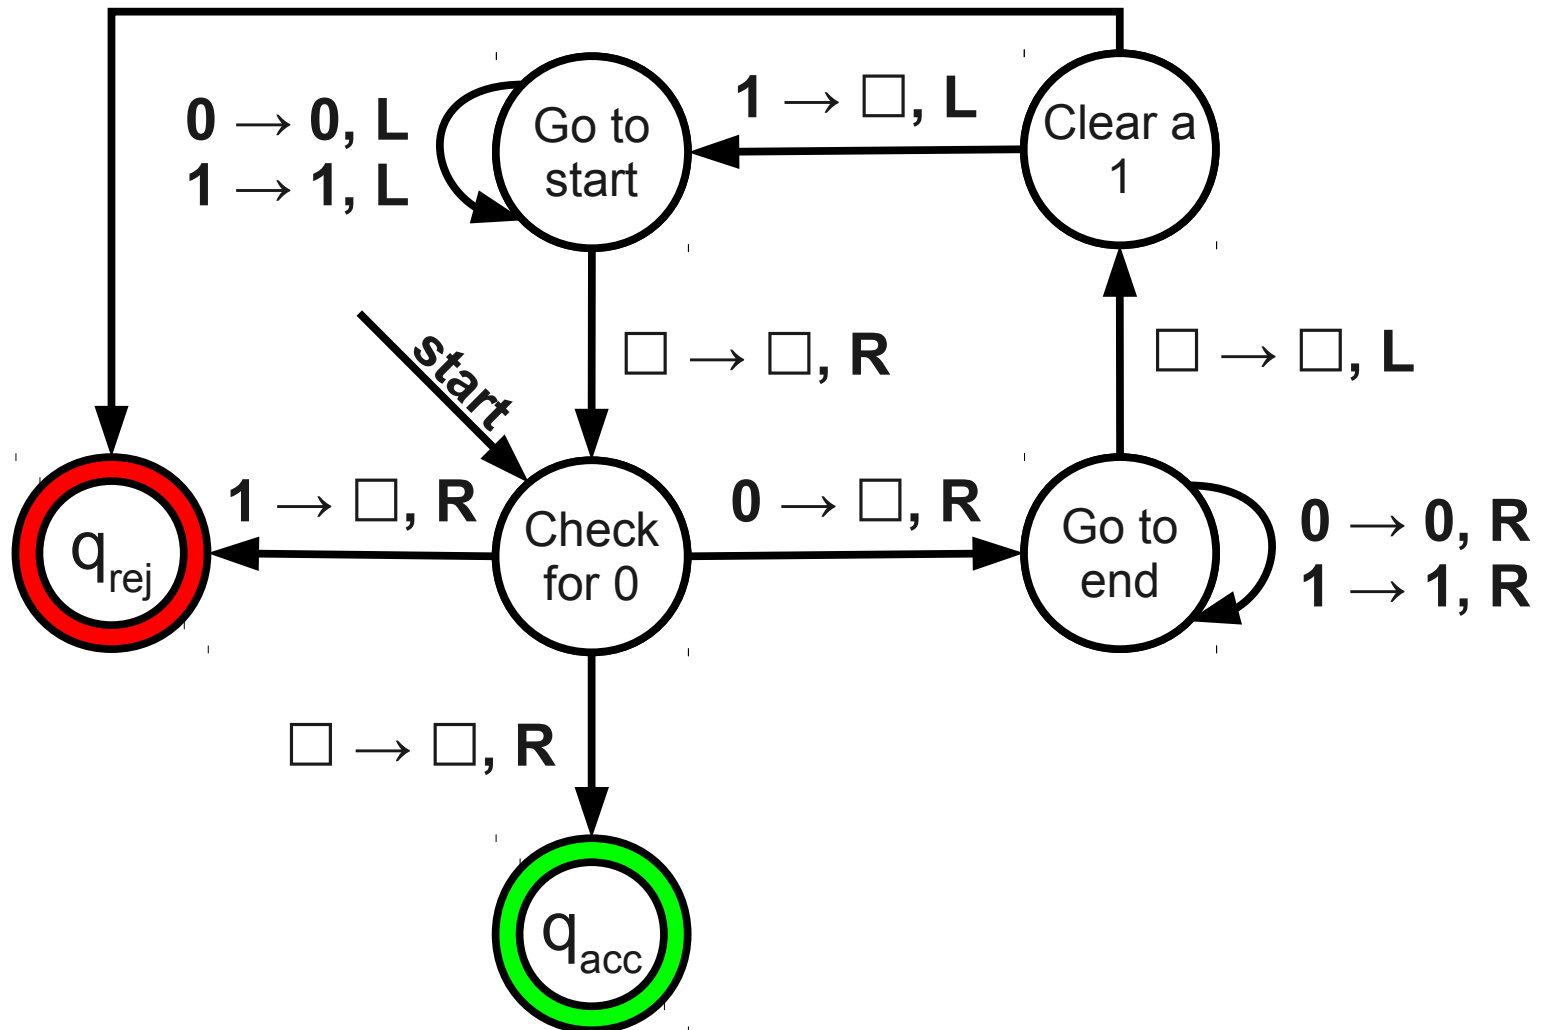 0 → 0, L
1 → 1, L
Go to
start
1 → □, L
Clear a
1
start
□ → □, R
□ → □, L
q_rej
1 → □, R
Check
for 0
0 → □, R
Go to
end
0 → 0, R
1 → 1, R
□ → □, R
q_acc